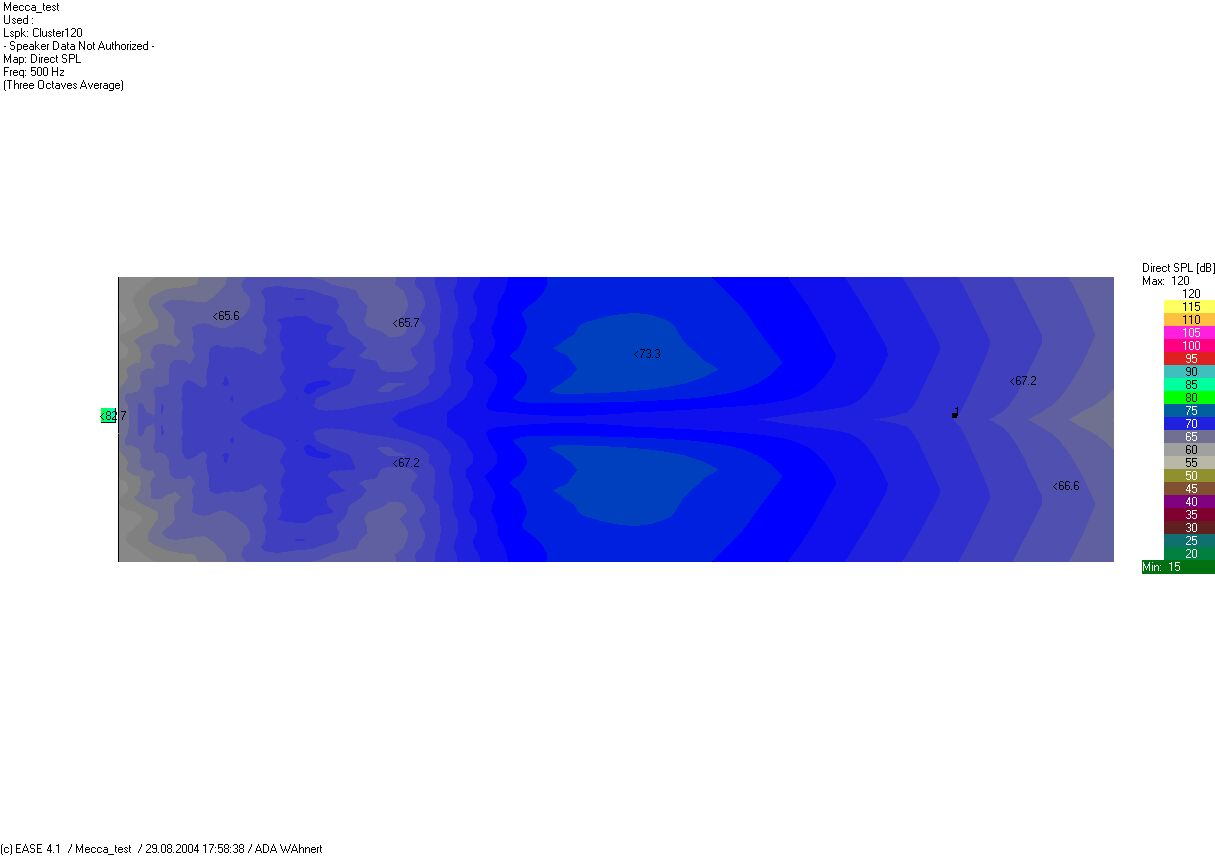 Mecca_test
Used :
Lspk: Cluster120
- Speaker Data Not Authorized -
Map: Direct SPL
Freq: 500 Hz
(Three Octaves Average)
Direct SPL [dB]
Max: 120
120
115
110
105
100
95
90
85
80
75
70
65
60
55
50
45
40
35
30
25
20
Min: 15
<65.6
<65.7
<73.3
<67.2
<82.7
1
<67.2
<66.6
(c) EASE 4.1 / Mecca_test / 29.08.2004 17:58:38 / ADA WAhnert